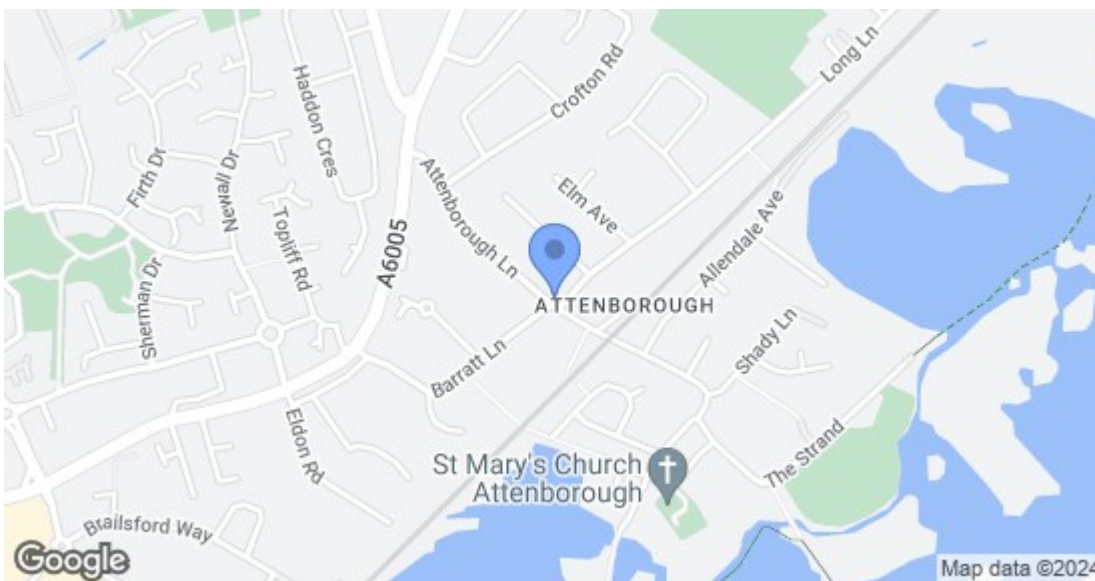 Long Ln
Crofton Rd
Haddon Cres
Firth Dr
Newall Dr
Attenborough Ln
Elm Ave
Topliff Rd
A6005
Allendale Ave
Sherman Dr
ATTENBOROUGH
Shady Ln
Barratt Ln
Eldon Rd
The Strand
St Mary's Church
Attenborough
Brailsford Way
Google
Map data ©2024